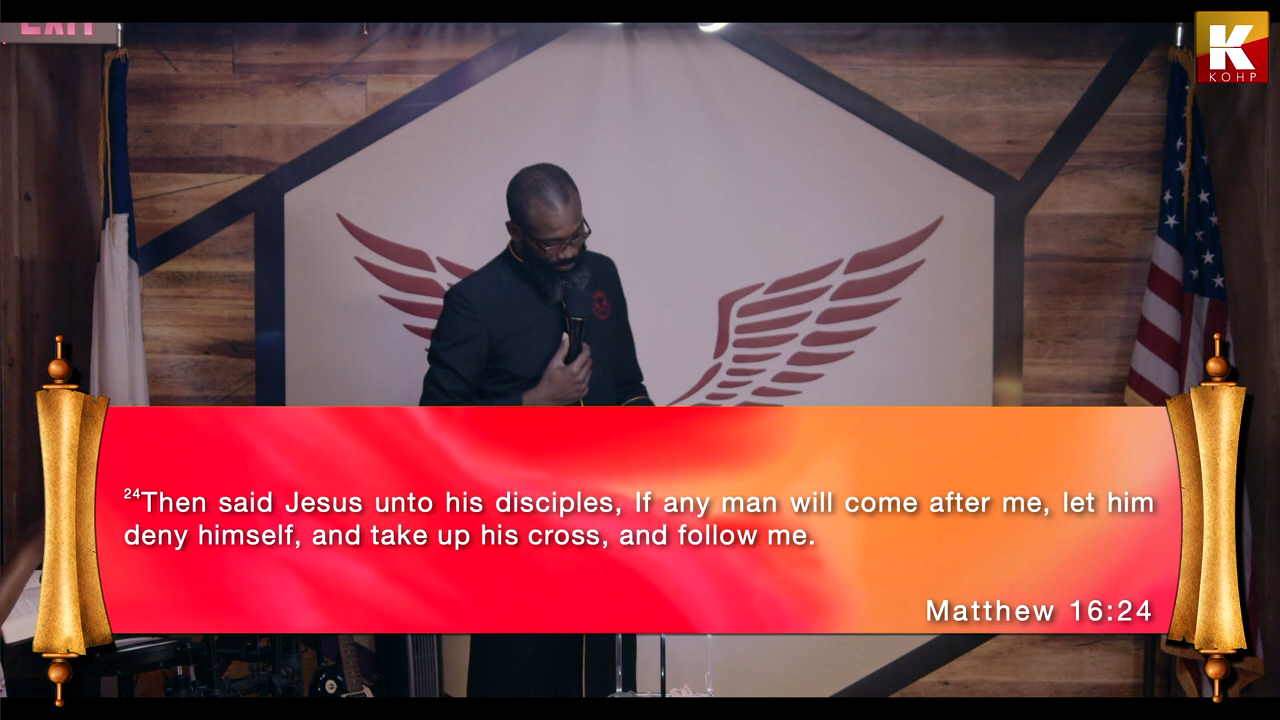 EXIT
K
KOHP
24Then said Jesus unto his disciples, If any man will come after me, let him
deny himself, and take up his cross, and follow me.
Matthew 16:24